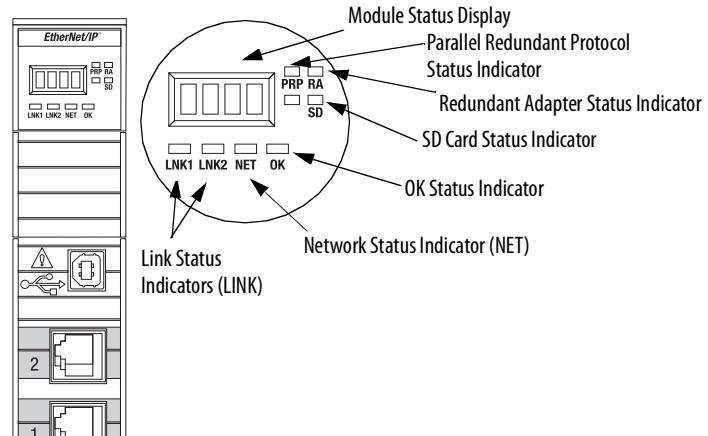 EtherNet/IP™
PRP RA
SD
LNK1 LNK2 NET OK
2
1
Module Status Display
Parallel Redundant Protocol
Status Indicator
Redundant Adapter Status Indicator
SD Card Status Indicator
OK Status Indicator
Network Status Indicator (NET)
Link Status
Indicators (LINK)
PRP RA
SD
LNK1 LNK2 NET OK